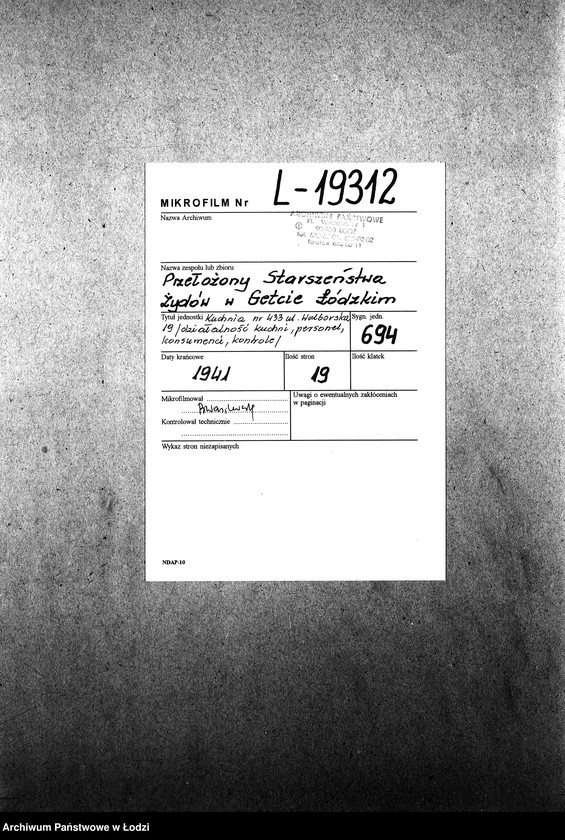 MIKROFILM Nr L-19312
Nazwa Archiwum
ARCHIWUM PAŃSTWOWE
Nazwa zespołu lub zbioru
Przełożony Starszeństwa
Żydów w Getcie Łódzkim
Tytuł jednostki Kuchnia nr 433 ul. Wolborska
19 /działalność kuchni, personel,
konsumenci, kontrole/
Sygn. jedn.
694
Daty krańcowe
1941
Ilość stron
19
Ilość klatek
Mikrofilmował
Kontrolował technicznie
Uwagi o ewentualnych zakłóceniach
w paginacji
Wykaz stron niezapisanych
NDAP-10
Archiwum Państwowe w Łodzi